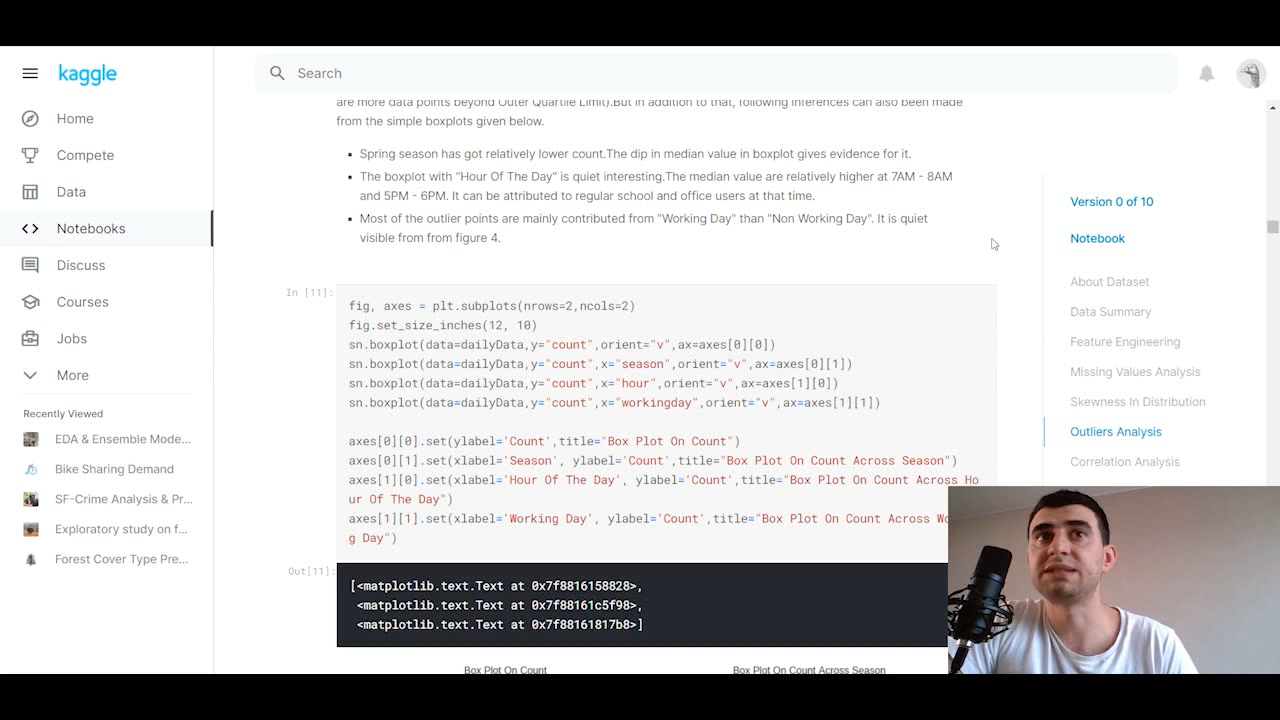 kaggle
Search
Home
Compete
Data
Notebooks
Discuss
Courses
Jobs
More
Recently Viewed
EDA & Ensemble Mode...
Bike Sharing Demand
SF-Crime Analysis & Pr...
Exploratory study on f...
Forest Cover Type Pre...
are more data points beyond Outer Quartile Limit).But in addition to that, following inferences can also been made
from the simple boxplots given below.
• Spring season has got relatively lower count.The dip in median value in boxplot gives evidence for it.
• The boxplot with "Hour Of The Day" is quiet interesting.The median value are relatively higher at 7AM - 8AM
and 5PM - 6PM. It can be attributed to regular school and office users at that time.
• Most of the outlier points are mainly contributed from "Working Day" than "Non Working Day". It is quiet
visible from from figure 4.
In [11]:
fig, axes = plt.subplots(nrows=2,ncols=2)
fig.set_size_inches(12, 10)
sn.boxplot(data=dailyData,y="count",orient="v",ax=axes[0][0])
sn.boxplot(data=dailyData,y="count",x="season",orient="v",ax=axes[0][1])
sn.boxplot(data=dailyData,y="count",x="hour",orient="v",ax=axes[1][0])
sn.boxplot(data=dailyData,y="count",x="workingday",orient="v",ax=axes[1][1])
axes[0][0].set(ylabel='Count',title="Box Plot On Count")
axes[0][1].set(xlabel='Season', ylabel='Count',title="Box Plot On Count Across Season")
axes[1][0].set(xlabel='Hour Of The Day', ylabel='Count',title="Box Plot On Count Across Ho
ur Of The Day")
axes[1][1].set(xlabel='Working Day', ylabel='Count',title="Box Plot On Count Across Wo
g Day")
Out[11]:
[<matplotlib.text.Text at 0x7f8816158828>,
<matplotlib.text.Text at 0x7f88161c5f98>,
<matplotlib.text.Text at 0x7f88161817b8>]
Box Plot On Count
Box Plot On Count Across Season
Version 0 of 10
Notebook
About Dataset
Data Summary
Feature Engineering
Missing Values Analysis
Skewness In Distribution
Outliers Analysis
Correlation Analysis